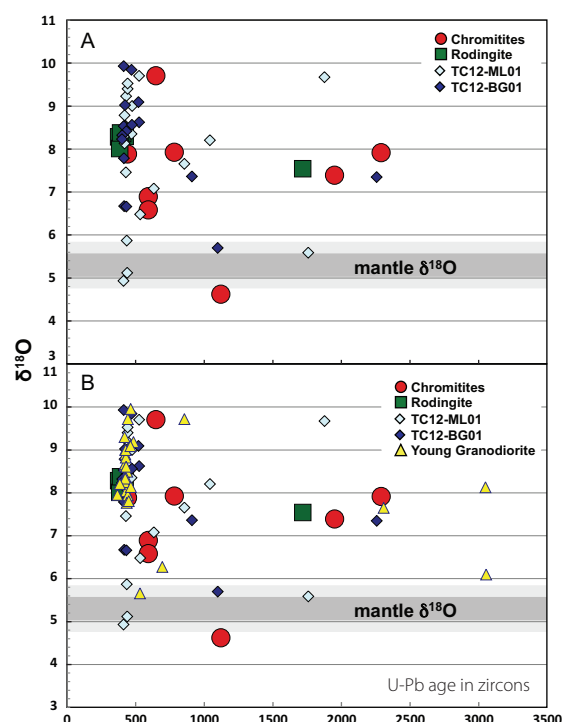 A
Chromitites
Rodingite
TC12-ML01
TC12-BG01
10
9
8
7
6
5
4
3
mantle δ18O
δ18O
B
Chromitites
Rodingite
TC12-ML01
TC12-BG01
Young Granodiorite
11
10
9
8
7
6
5
4
3
mantle δ18O
U-Pb age in zircons
0 500 1000 1500 2000 2500 3000 3500